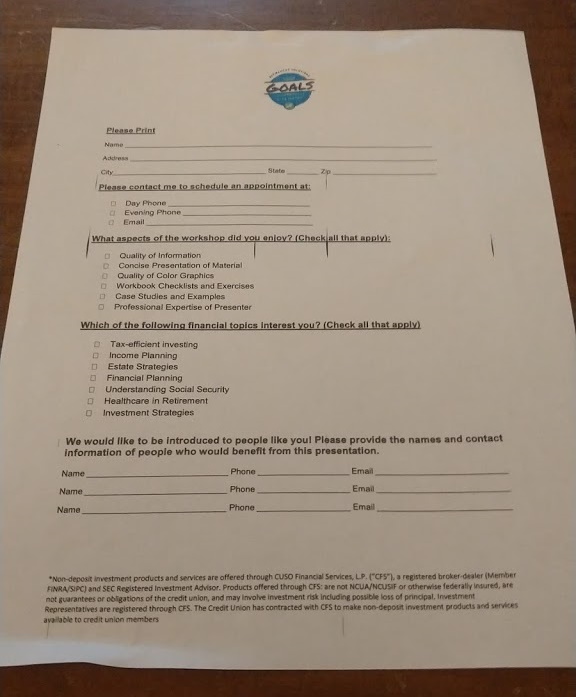 GOALS
Please Print
Name
Address
City State Zip
Please contact me to schedule an appointment at:
Day Phone
Evening Phone
Email
What aspects of the workshop did you enjoy? (Check all that apply):
Quality of Information
Concise Presentation of Material
Quality of Color Graphics
Workbook Checklists and Exercises
Case Studies and Examples
Professional Expertise of Presenter
Which of the following financial topics interest you? (Check all that apply)
Tax-efficient investing
Income Planning
Estate Strategies
Financial Planning
Understanding Social Security
Healthcare in Retirement
Investment Strategies
We would like to be introduced to people like you! Please provide the names and contact
information of people who would benefit from this presentation.
Name Phone Email
Name Phone Email
Name Phone Email
*Non-deposit investment products and services are offered through CUSO Financial Services, L.P. ("CFS"), a registered broker-dealer (Member
FINRA/SIPC) and SEC Registered Investment Advisor. Products offered through CFS: are not NCUA/NCUSIF or otherwise federally insured, are
not guarantees or obligations of the credit union, and may involve investment risk including possible loss of principal. Investment
Representatives are registered through CFS. The Credit Union has contracted with CFS to make non-deposit investment products and services
available to credit union members